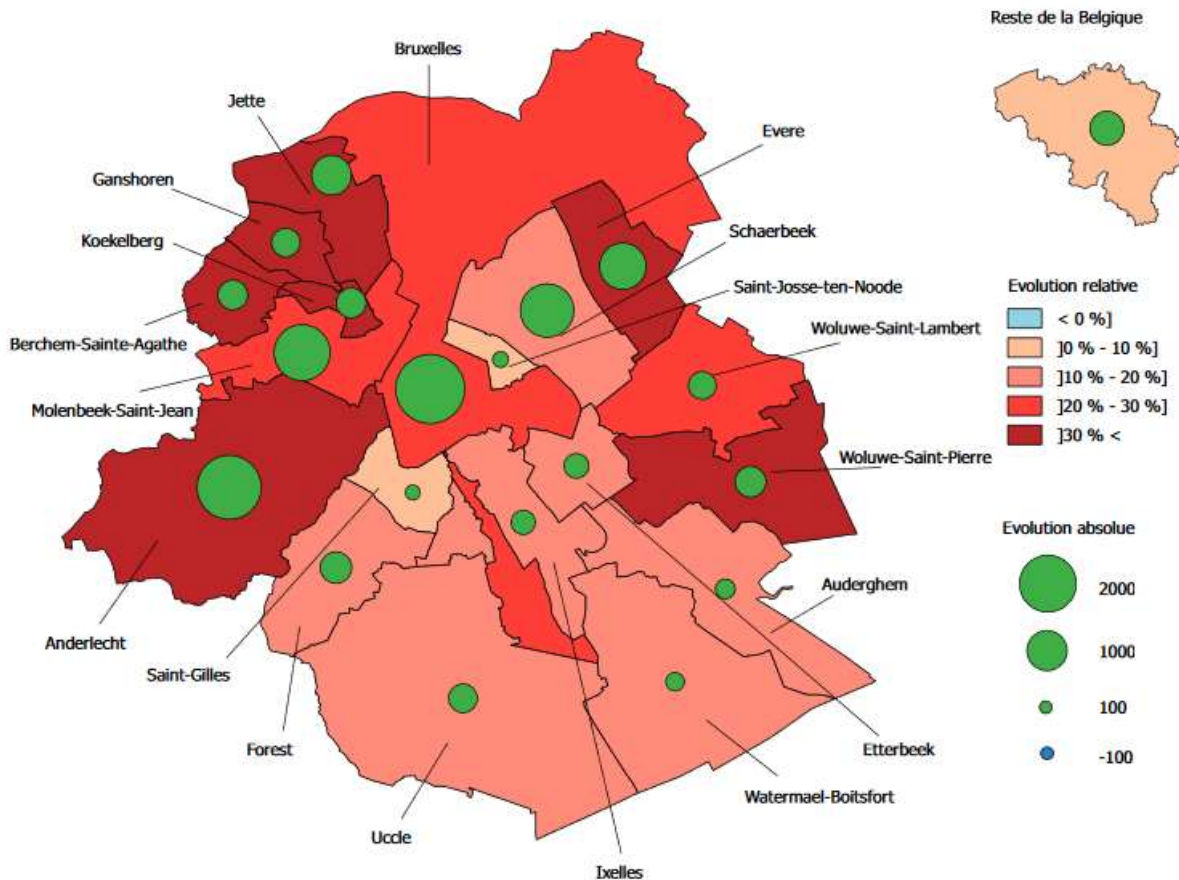 Reste de la Belgique
Bruxelles
Jette
Evere
Ganshoren
Schaerbeek
Koekelberg
Saint-Josse-ten-Noode
Evolution relative
< 0 %]
]0 % - 10 %]
]10 % - 20 %]
]20 % - 30 %]
]30 % <
Woluwe-Saint-Lambert
Berchem-Sainte-Agathe
Molenbeek-Saint-Jean
Woluwe-Saint-Pierre
Evolution absolue
2000
1000
100
-100
Auderghem
Anderlecht
Saint-Gilles
Forest
Etterbeek
Watermael-Boitsfort
Uccle
Ixelles